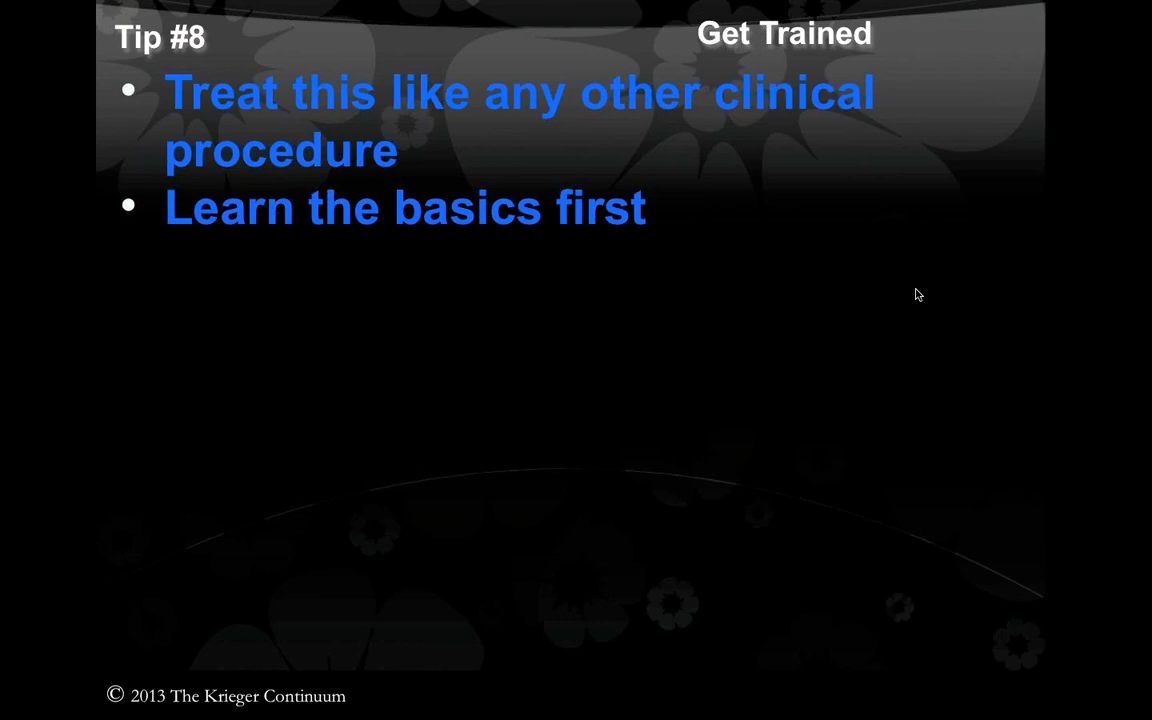 Tip #8
Get Trained
• Treat this like any other clinical
procedure
• Learn the basics first
© 2013 The Krieger Continuum